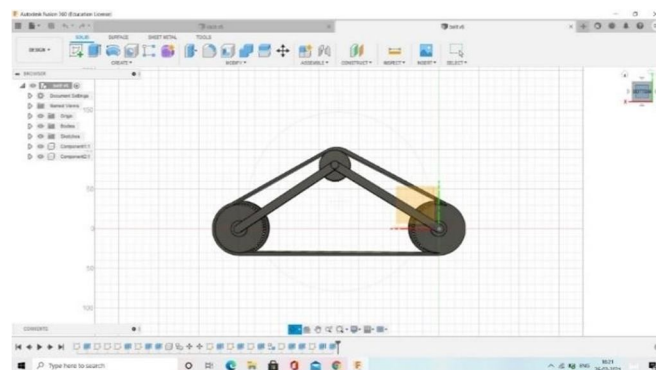 Autodesk Fusion 360 (Education License)
SOLID SURFACE SHEET METAL TOOLS
DESIGN
CREATE MODIFY ASSEMBLE CONSTRUCT INSPECT INSERT SELECT
BROWSER
Document Settings
Named Views
Origin
Bodies
Sketches
Component1:1
Component2:1
150
50
0
50
100
BOTTOM
COMMENTS
Type here to search
ENG